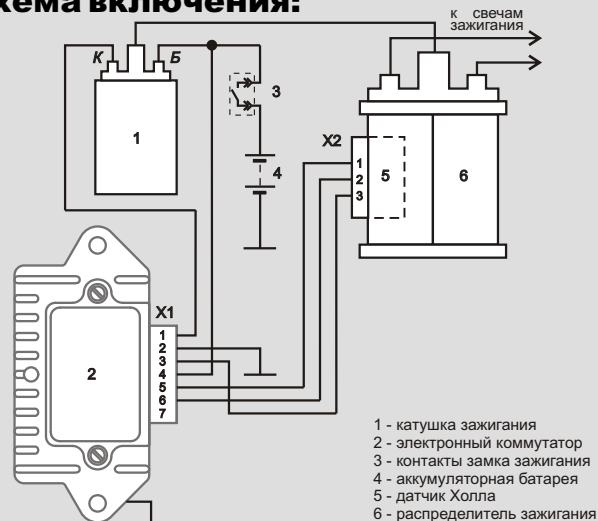 хема включения:
к свечам
зажигания
К
Б
1
3
4
X2
1
2
3
5
6
X1
1
2
3
4
5
6
7
2
1 - катушка зажигания
2 - электронный коммутатор
3 - контакты замка зажигания
4 - аккумуляторная батарея
5 - датчик Холла
6 - распределитель зажигания